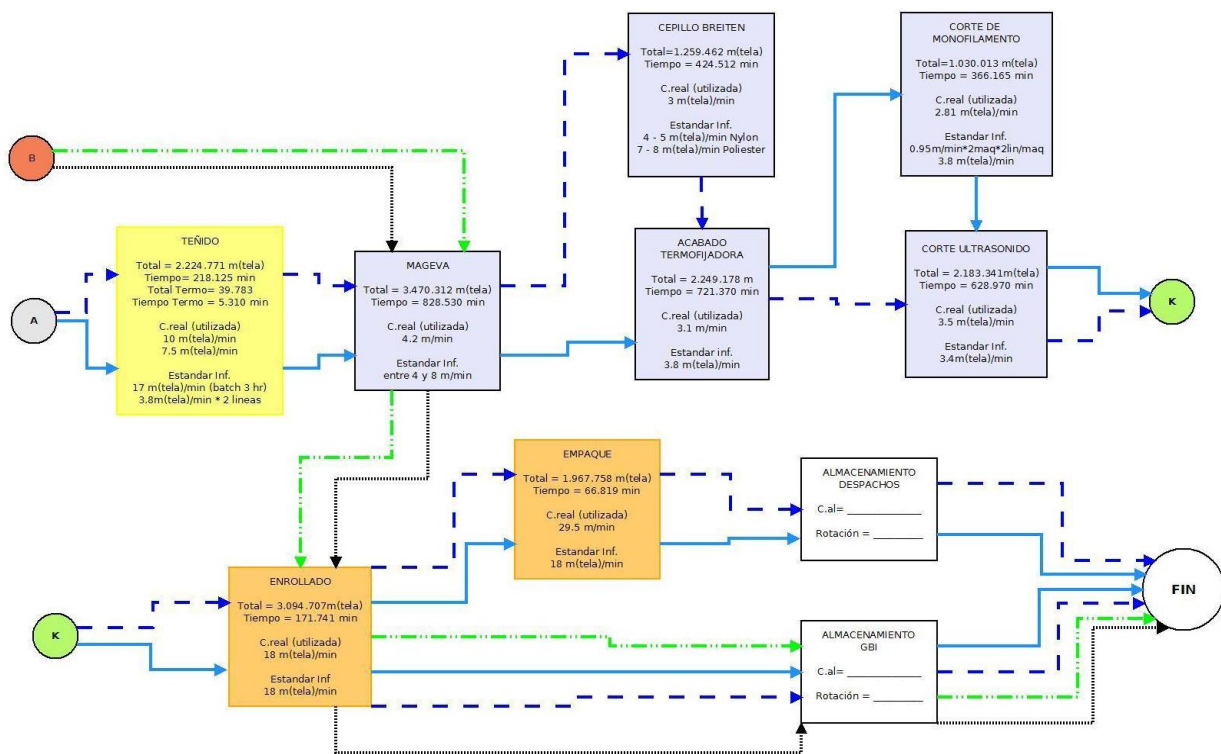 CEPILLO BREITEN
Total=1.259.462 m(tela)
Tiempo = 424.512 min
C.real (utilizada)
3 m(tela)/min
Estandar Inf.
4 - 5 m(tela)/min Nylon
7 - 8 m(tela)/min Poliester
CORTE DE
MONOFILAMENTO
Total=1.030.013 m(tela)
Tiempo = 366.165 min
C.real (utilizada)
2.81 m(tela)/min
Estandar Inf.
0.95m/min*2maq*2lin/maq
3.8 m(tela)/min
B
A
TEÑIDO
Total = 2.224.771 m(tela)
Tiempo= 218.125 min
Total Termo = 39.783
Tiempo Termo = 5.310 min
C.real (utilizada)
10 m(tela)/min
7.5 m(tela)/min
Estandar Inf.
17 m(tela)/min (batch 3 hr)
3.8m(tela)/min * 2 lineas
MAGEVA
Total = 3.470.312 m(tela)
Tiempo = 828.530 min
C.real (utilizada)
4.2 m/min
Estandar Inf.
entre 4 y 8 m/min
ACABADO
TERMOFIJADORA
Total = 2.249.178 m
Tiempo = 721.370 min
C.real (utilizada)
3.1 m/min
Estandar inf.
3.8 m(tela)/min
CORTE ULTRASONIDO
Total = 2.183.341m(tela)
Tiempo = 628.970 min
C.real (utilizada)
3.5 m(tela)/min
Estandar Inf.
3.4m(tela)/min
K
EMPAQUE
Total = 1.967.758 m(tela)
Tiempo = 66.819 min
C.real (utilizada)
29.5 m/min
Estandar Inf.
18 m(tela)/min
ALMACENAMIENTO
DESPACHOS
C.al= ______________
Rotación = _________
K
ENROLLADO
Total = 3.094.707m(tela)
Tiempo = 171.741 min
C.real (utilizada)
18 m(tela)/min
Estandar Inf
18 m(tela)/min
ALMACENAMIENTO
GBI
C.al= ______________
Rotación = _________
FIN